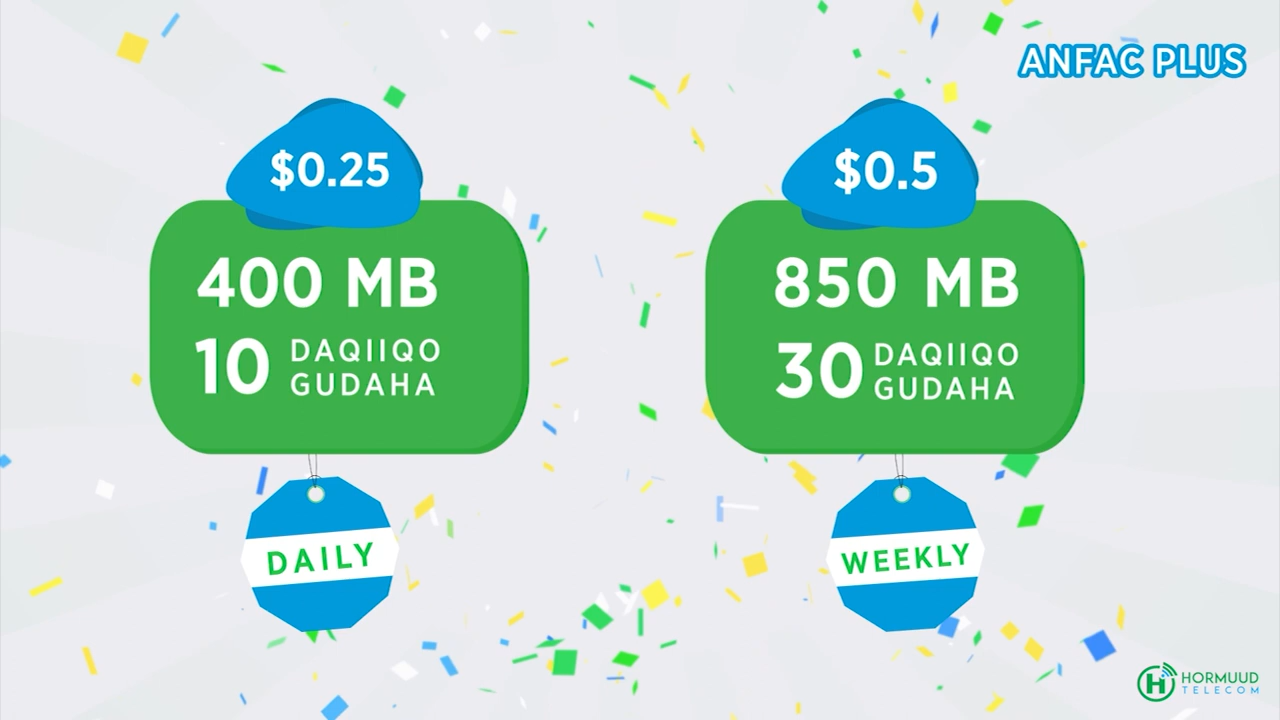 ANFAC PLUS
$0.25
400 MB
10 DAQIIQO
GUDAHA
DAILY
$0.5
850 MB
30 DAQIIQO
GUDAHA
WEEKLY
HORMUUD
TELECOM